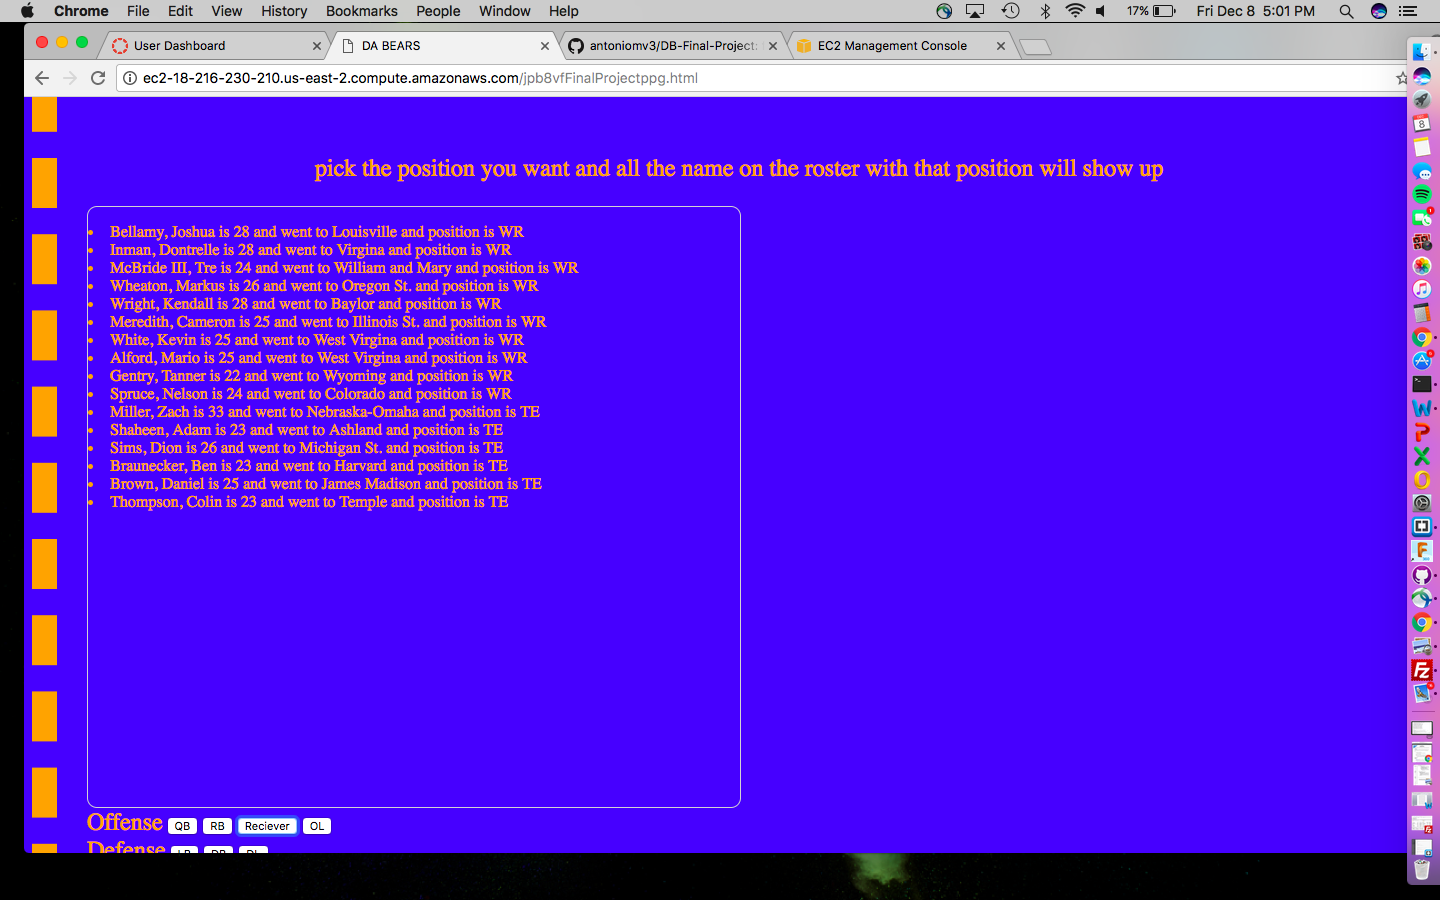 Chrome File Edit View History Bookmarks People Window Help 17% Fri Dec 8 5:01 PM
User Dashboard DA BEARS antoniomv3/DB-Final-Project: EC2 Management Console
ec2-18-216-230-210.us-east-2.compute.amazonaws.com/jpb8vfFinalProjectppg.html
8
pick the position you want and all the name on the roster with that position will show up
Bellamy, Joshua is 28 and went to Louisville and position is WR
Inman, Dontrelle is 28 and went to Virgina and position is WR
McBride III, Tre is 24 and went to William and Mary and position is WR
Wheaton, Markus is 26 and went to Oregon St. and position is WR
Wright, Kendall is 28 and went to Baylor and position is WR
Meredith, Cameron is 25 and went to Illinois St. and position is WR
White, Kevin is 25 and went to West Virgina and position is WR
Alford, Mario is 25 and went to West Virgina and position is WR
Gentry, Tanner is 22 and went to Wyoming and position is WR
Spruce, Nelson is 24 and went to Colorado and position is WR
Miller, Zach is 33 and went to Nebraska-Omaha and position is TE
Shaheen, Adam is 23 and went to Ashland and position is TE
Sims, Dion is 26 and went to Michigan St. and position is TE
Braunecker, Ben is 23 and went to Harvard and position is TE
Brown, Daniel is 25 and went to James Madison and position is TE
Thompson, Colin is 23 and went to Temple and position is TE
Offense QB RB Reciever OL
Defense LB DB DL